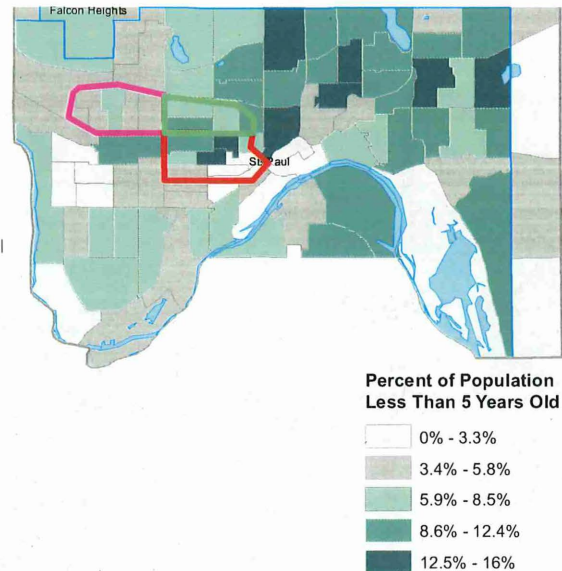 Falcon Heights
St. Paul
Percent of Population
Less Than 5 Years Old
0% - 3.3%
3.4% - 5.8%
5.9% - 8.5%
8.6% - 12.4%
12.5% - 16%